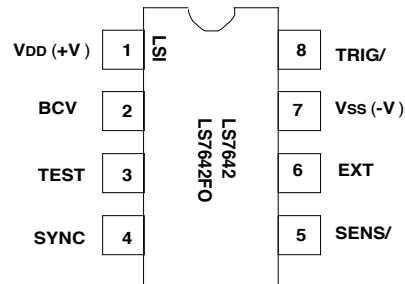 VDD (+V) 1 LSI 8 TRIG/
BCV 2 7 VSS (-V)
TEST 3 6 EXT
SYNC 4 5 SENS/
LS7642
LS7642FO